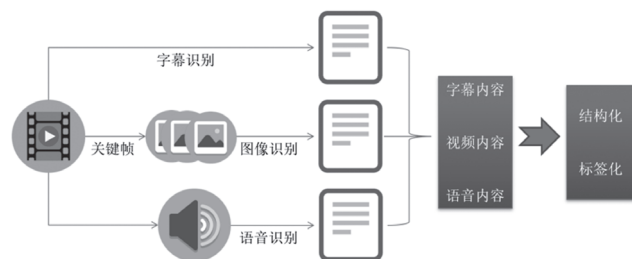 字幕识别
关键帧
图像识别
语音识别
字幕内容
视频内容
语音内容
结构化
标签化